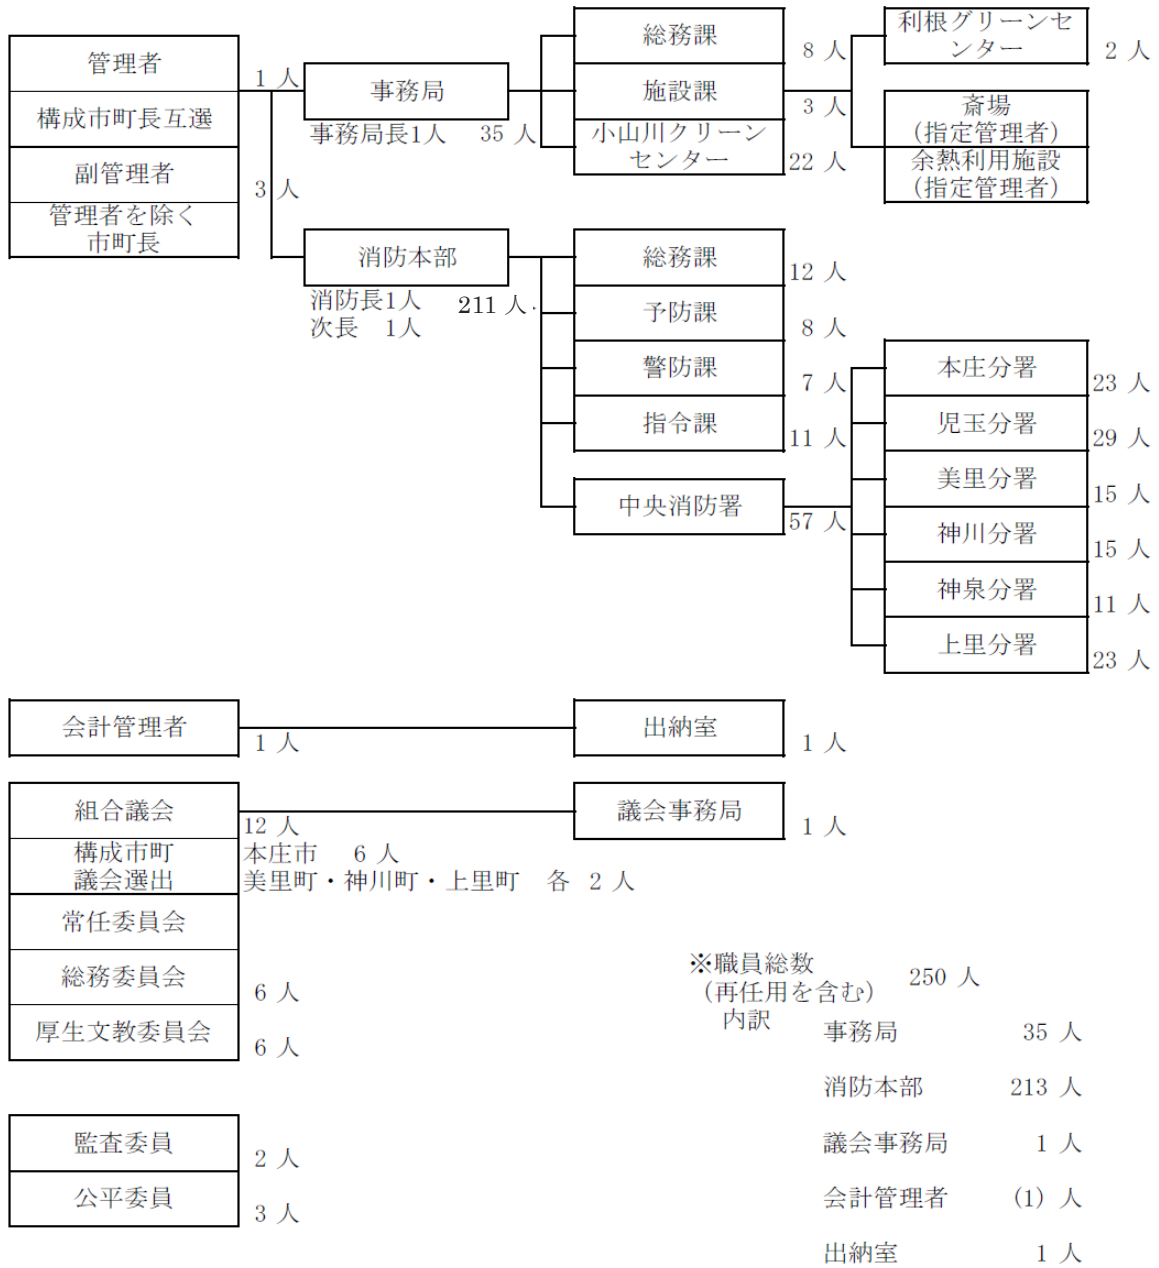 管理者
1 人
構成市町長互選
副管理者
3 人
管理者を除く
市町長
事務局
事務局長1人 35 人
総務課
8 人
施設課
3 人
小山川クリーン
センター
22 人
利根グリーンセ
ンター
2 人
斎場
(指定管理者)
余熱利用施設
(指定管理者)
消防本部
消防長1人 211 人
次長 1人
総務課
12 人
予防課
8 人
警防課
7 人
指令課
11 人
中央消防署
57 人
本庄分署
23 人
児玉分署
29 人
美里分署
15 人
神川分署
15 人
神泉分署
11 人
上里分署
23 人
会計管理者
1 人
出納室
1 人
組合議会
12 人
議会事務局
1 人
構成市町
議会選出
本庄市 6 人
美里町・神川町・上里町 各 2 人
常任委員会
総務委員会
6 人
厚生文教委員会
6 人
監査委員
2 人
公平委員
3 人
※職員総数 250 人
(再任用を含む)
内訳
事務局 35 人
消防本部 213 人
議会事務局 1 人
会計管理者 (1) 人
出納室 1 人